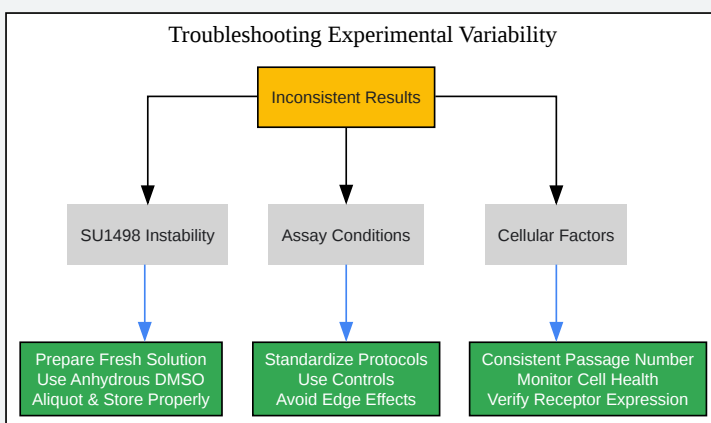 Troubleshooting Experimental Variability
Inconsistent Results
SU1498 Instability
Assay Conditions
Cellular Factors
Prepare Fresh Solution
Use Anhydrous DMSO
Aliquot & Store Properly
Standardize Protocols
Use Controls
Avoid Edge Effects
Consistent Passage Number
Monitor Cell Health
Verify Receptor Expression